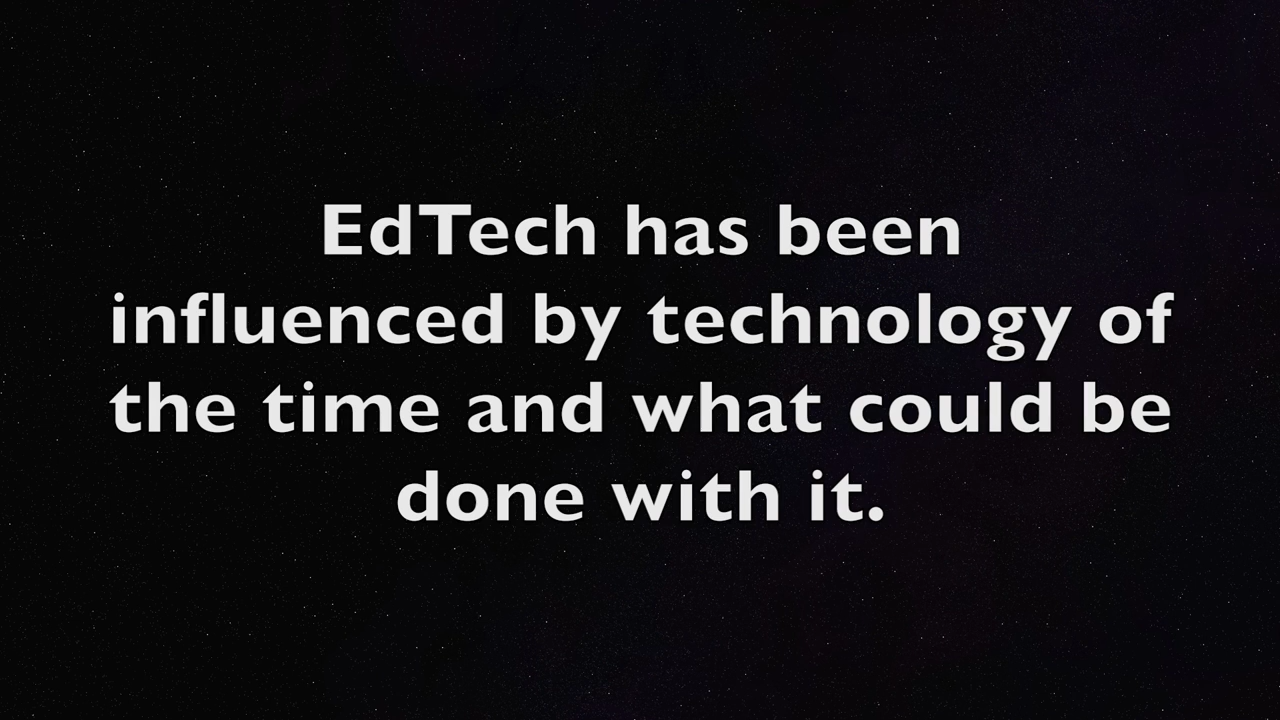 EdTech has been
influenced by technology of
the time and what could be
done with it.